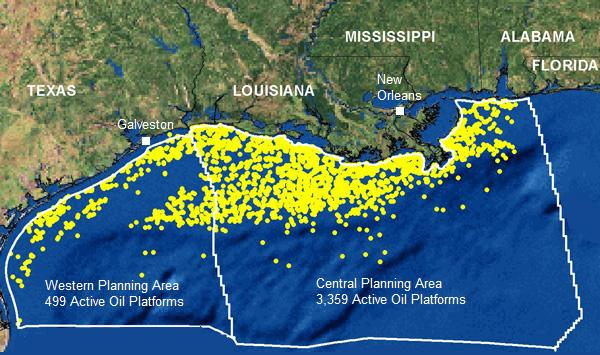 MISSISSIPPI
ALABAMA
FLORIDA
TEXAS
LOUISIANA
New
Orleans
Galveston
Western Planning Area
499 Active Oil Platforms
Central Planning Area
3,359 Active Oil Platforms